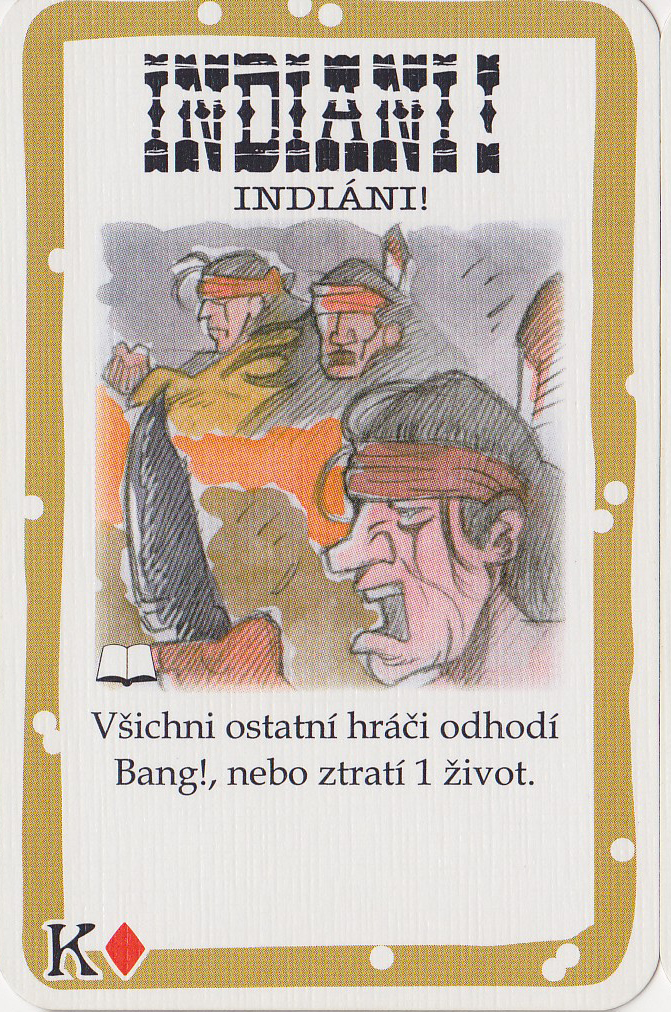 INDIANI!
INDIÁNI!
Všichni ostatní hráči odhodí
Bang!, nebo ztratí 1 život.
K